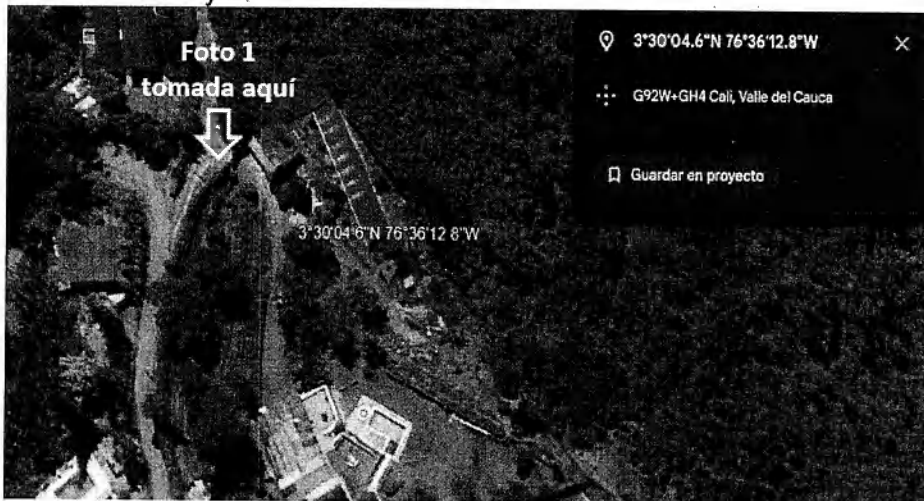 Foto 1
tomada aquí
3°30'04.6"N 76°36'12.8"W
G92W+GH4 Cali, Valle del Cauca
Guardar en proyecto
3°30'04.6"N 76°36'12.8"W